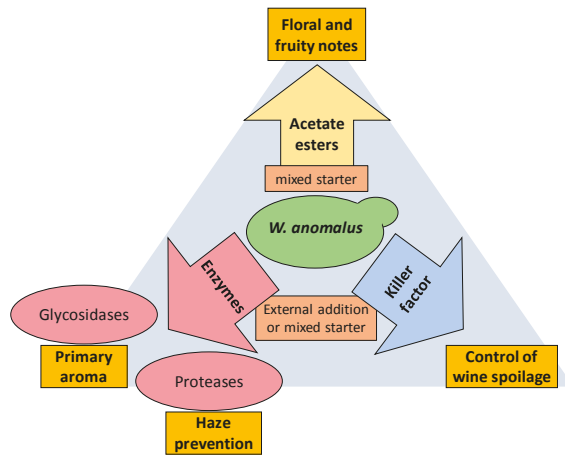 Floral and
fruity notes
Acetate
esters
mixed starter
W. anomalus
Enzymes
Killer
factor
External addition
or mixed starter
Glycosidases
Primary
aroma
Proteases
Haze
prevention
Control of
wine spoilage